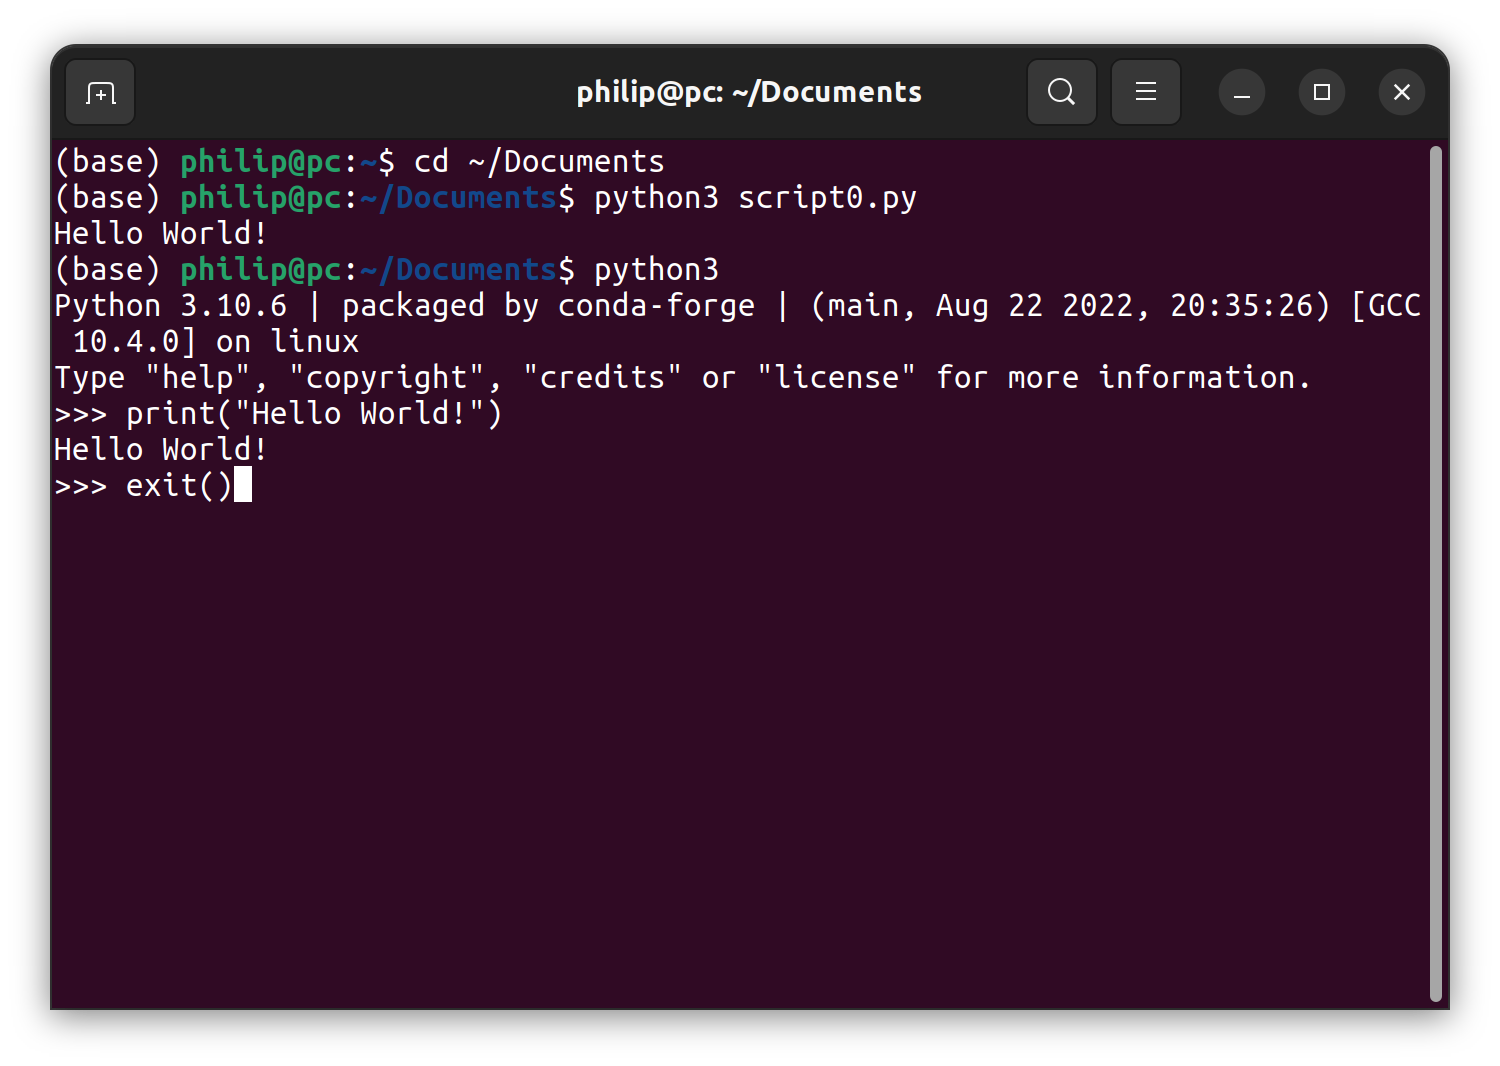 philip@pc: ~/Documents
(base) philip@pc:~$ cd ~/Documents
(base) philip@pc:~/Documents$ python3 script0.py
Hello World!
(base) philip@pc:~/Documents$ python3
Python 3.10.6 | packaged by conda-forge | (main, Aug 22 2022, 20:35:26) [GCC
 10.4.0] on linux
Type "help", "copyright", "credits" or "license" for more information.
>>> print("Hello World!")
Hello World!
>>> exit()